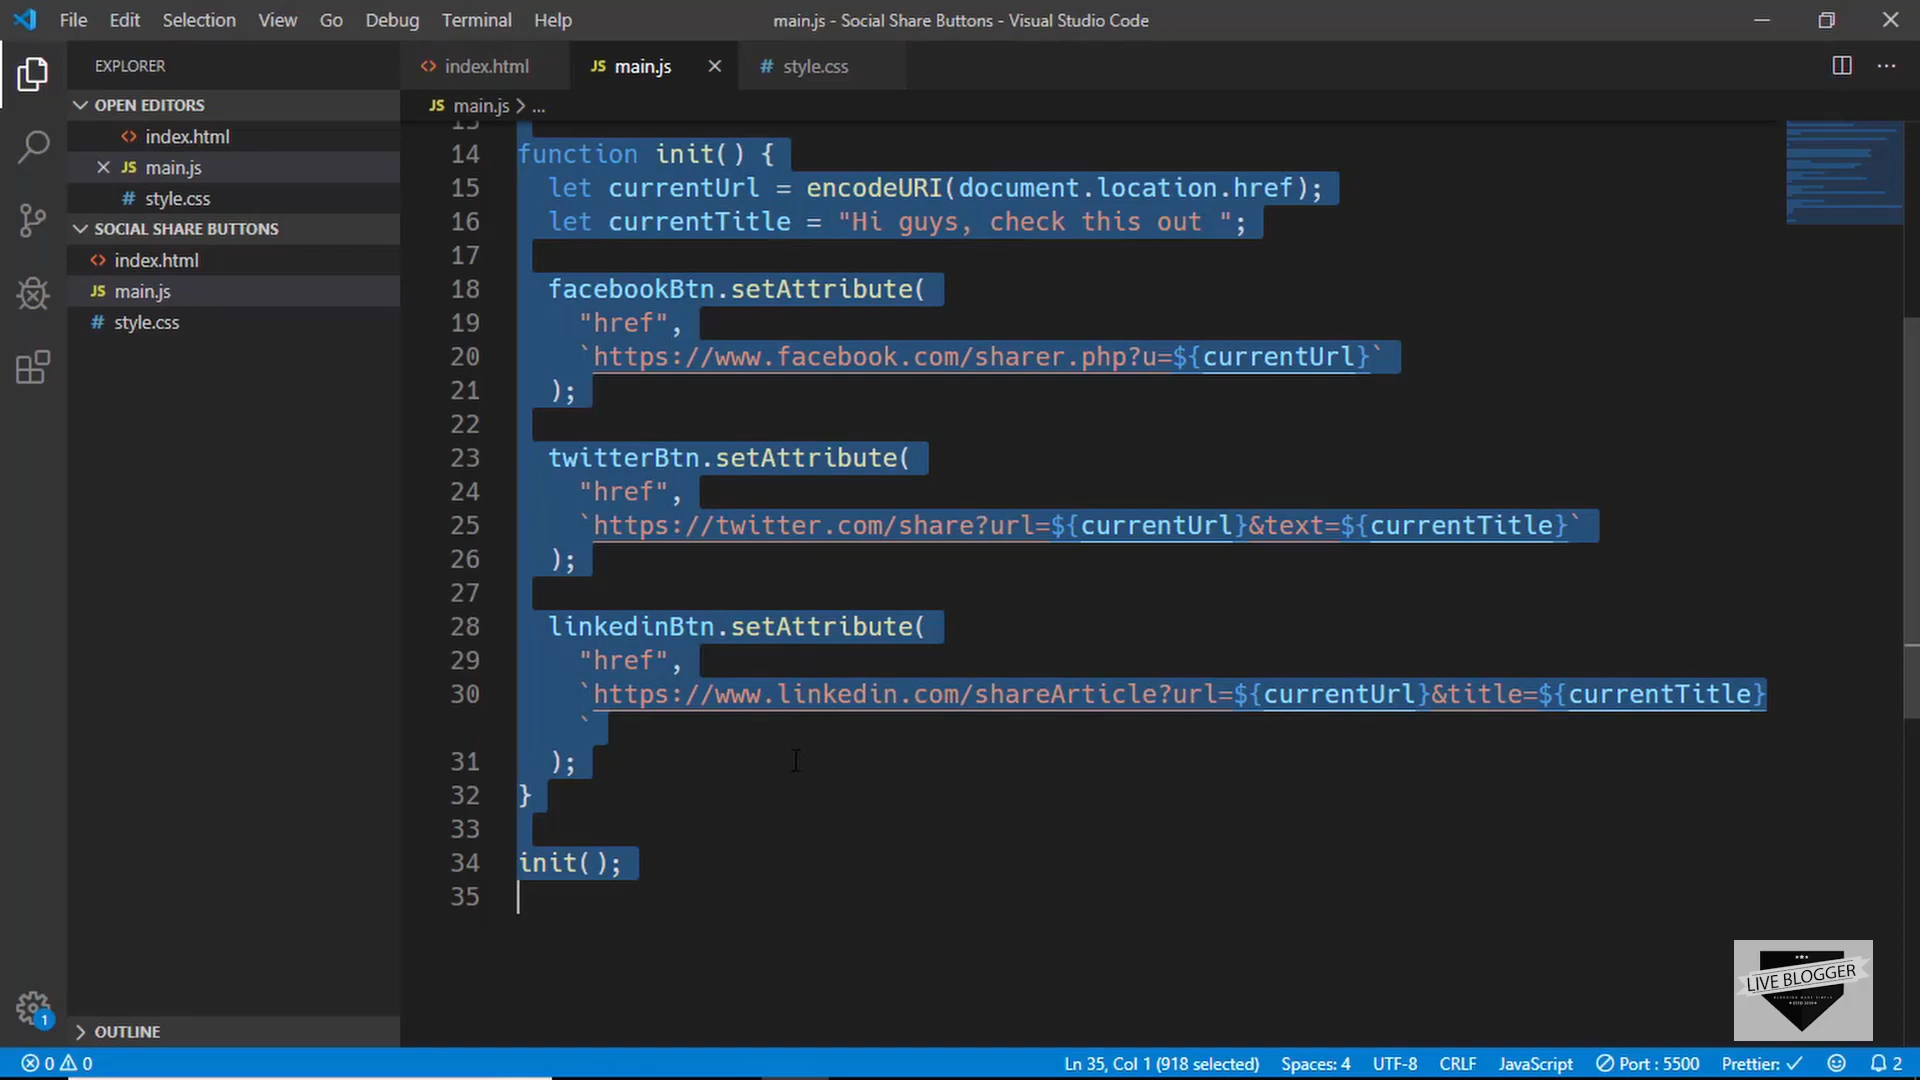 File Edit Selection View Go Debug Terminal Help
main.js - Social Share Buttons - Visual Studio Code
EXPLORER
OPEN EDITORS
index.html
JS main.js
# style.css
SOCIAL SHARE BUTTONS
index.html
JS main.js
# style.css
OUTLINE
index.html
JS main.js
# style.css
JS main.js > ...
13
14 function init() {
15 let currentUrl = encodeURI(document.location.href);
16 let currentTitle = "Hi guys, check this out ";
17
18 facebookBtn.setAttribute(
19 "href",
20 `https://www.facebook.com/sharer.php?u=${currentUrl}`
21 );
22
23 twitterBtn.setAttribute(
24 "href",
25 `https://twitter.com/share?url=${currentUrl}&text=${currentTitle}`
26 );
27
28 linkedinBtn.setAttribute(
29 "href",
30 `https://www.linkedin.com/shareArticle?url=${currentUrl}&title=${currentTitle}
`
31 );
32 }
33
34 init();
35
LIVE BLOGGER
1
0 0
Ln 35, Col 1 (918 selected) Spaces: 4 UTF-8 CRLF JavaScript Port : 5500 Prettier: ✓ 2